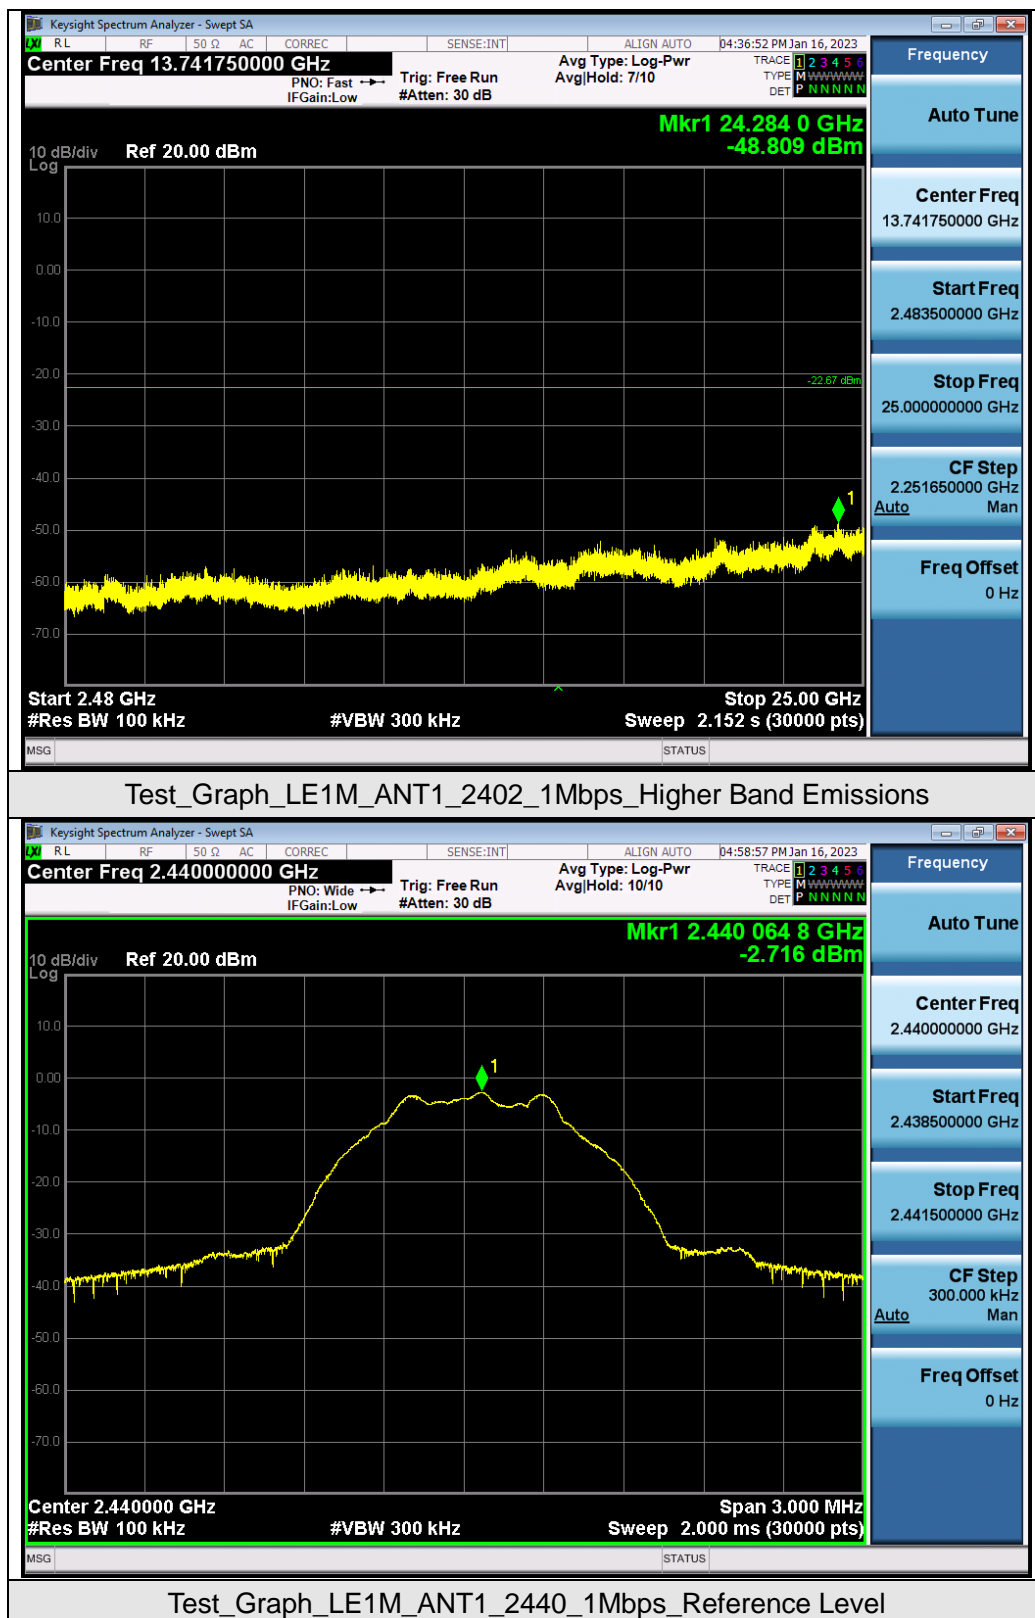 Keysight Spectrum Analyzer - Swept SA
LXI RL RF 50 Ω AC CORREC SENSE:INT ALIGN AUTO 04:36:52 PM Jan 16, 2023
Center Freq 13.741750000 GHz
PNO: Fast
IFGain:Low
Trig: Free Run
#Atten: 30 dB
Avg Type: Log-Pwr
Avg|Hold: 7/10
TRACE 1 2 3 4 5 6
TYPE M WWWWW
DET P N N N N N
Mkr1 24.284 0 GHz
-48.809 dBm
10 dB/div Ref 20.00 dBm
Log
10.0
0.00
-10.0
-20.0
-22.67 dBm
-30.0
-40.0
1
-50.0
-60.0
-70.0
Start 2.48 GHz Stop 25.00 GHz
#Res BW 100 kHz #VBW 300 kHz Sweep 2.152 s (30000 pts)
MSG STATUS
Frequency
Auto Tune
Center Freq
13.741750000 GHz
Start Freq
2.483500000 GHz
Stop Freq
25.000000000 GHz
CF Step
2.251650000 GHz
Auto Man
Freq Offset
0 Hz
Test_Graph_LE1M_ANT1_2402_1Mbps_Higher Band Emissions
Keysight Spectrum Analyzer - Swept SA
LXI RL RF 50 Ω AC CORREC SENSE:INT ALIGN AUTO 04:58:57 PM Jan 16, 2023
Center Freq 2.440000000 GHz
PNO: Wide
IFGain:Low
Trig: Free Run
#Atten: 30 dB
Avg Type: Log-Pwr
Avg|Hold: 10/10
TRACE 1 2 3 4 5 6
TYPE M WWWWW
DET P N N N N N
Mkr1 2.440 064 8 GHz
-2.716 dBm
10 dB/div Ref 20.00 dBm
Log
10.0
1
0.00
-10.0
-20.0
-30.0
-40.0
-50.0
-60.0
-70.0
Center 2.440000 GHz Span 3.000 MHz
#Res BW 100 kHz #VBW 300 kHz Sweep 2.000 ms (30000 pts)
MSG STATUS
Frequency
Auto Tune
Center Freq
2.440000000 GHz
Start Freq
2.438500000 GHz
Stop Freq
2.441500000 GHz
CF Step
300.000 kHz
Auto Man
Freq Offset
0 Hz
Test_Graph_LE1M_ANT1_2440_1Mbps_Reference Level